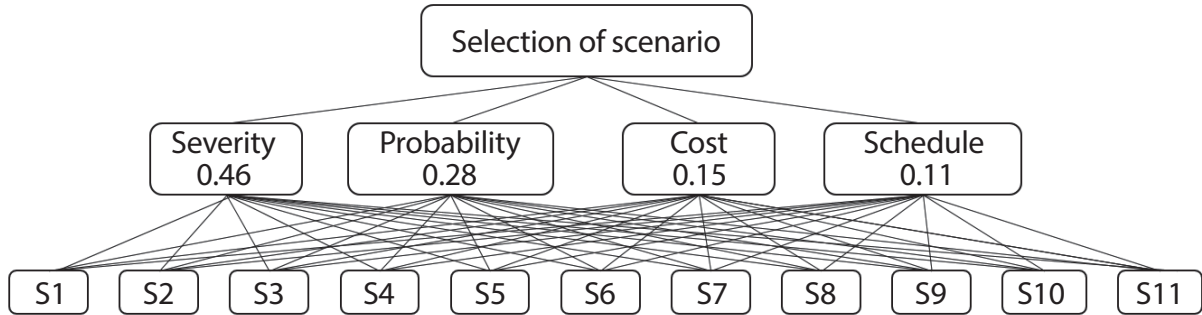 Selection of scenario
Severity
0.46
Probability
0.28
Cost
0.15
Schedule
0.11
S1
S2
S3
S4
S5
S6
S7
S8
S9
S10
S11